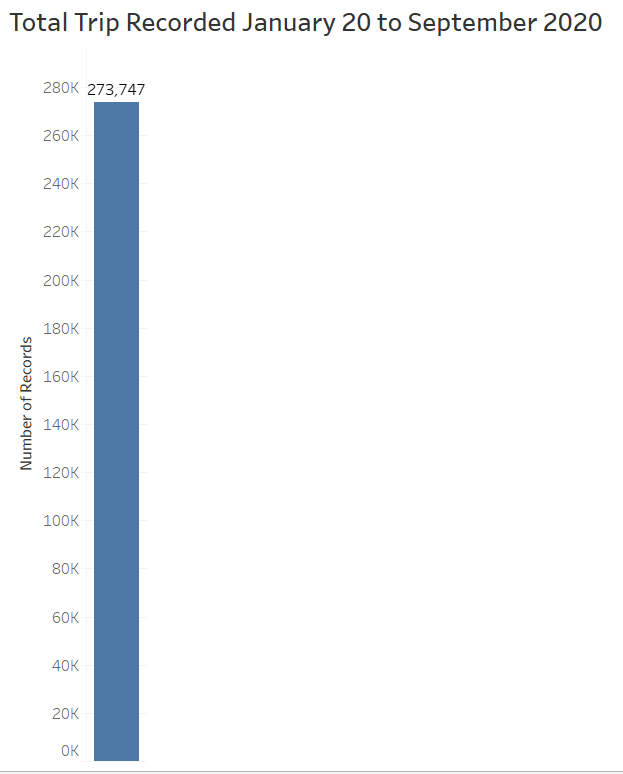 Total Trip Recorded January 20 to September 2020
280K
273,747
260K
240K
220K
200K
180K
160K
140K
120K
100K
80K
60K
40K
20K
0K
Number of Records